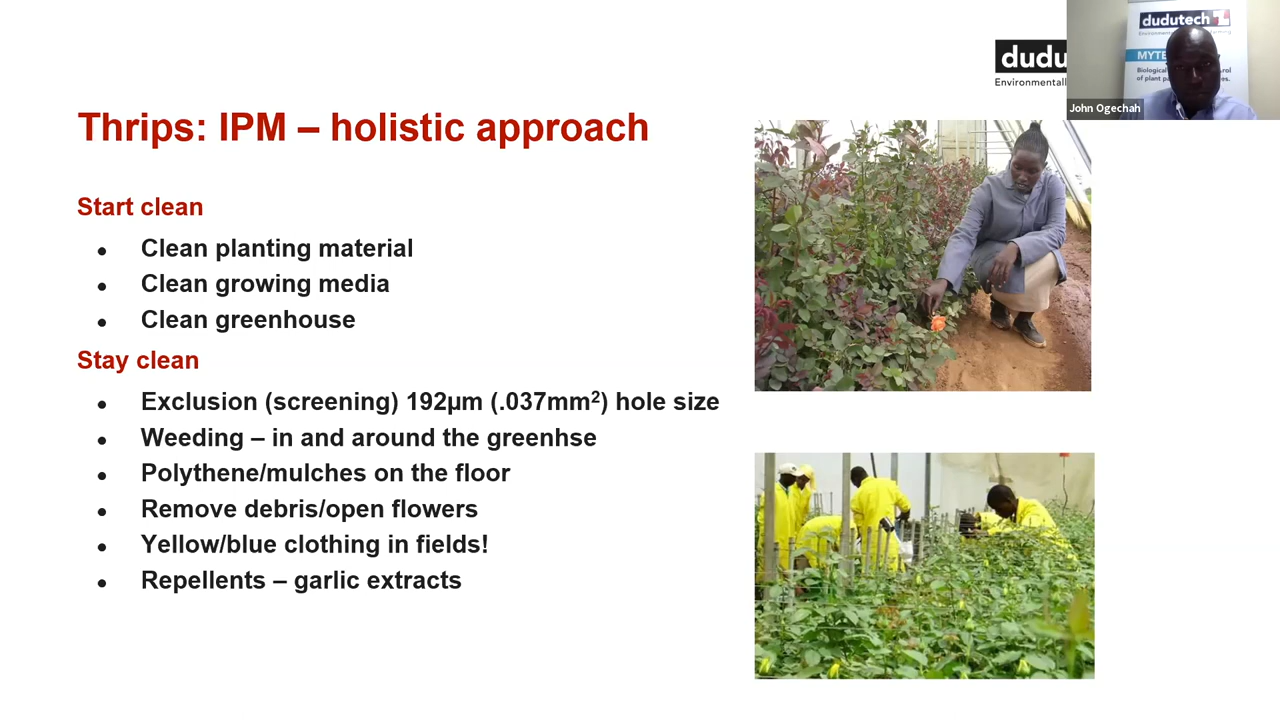 dudutech
dudu
MYTE
Environmentall
John Ogechah
Thrips: IPM – holistic approach
Start clean
• Clean planting material
• Clean growing media
• Clean greenhouse
Stay clean
• Exclusion (screening) 192µm (.037mm²) hole size
• Weeding – in and around the greenhse
• Polythene/mulches on the floor
• Remove debris/open flowers
• Yellow/blue clothing in fields!
• Repellents – garlic extracts